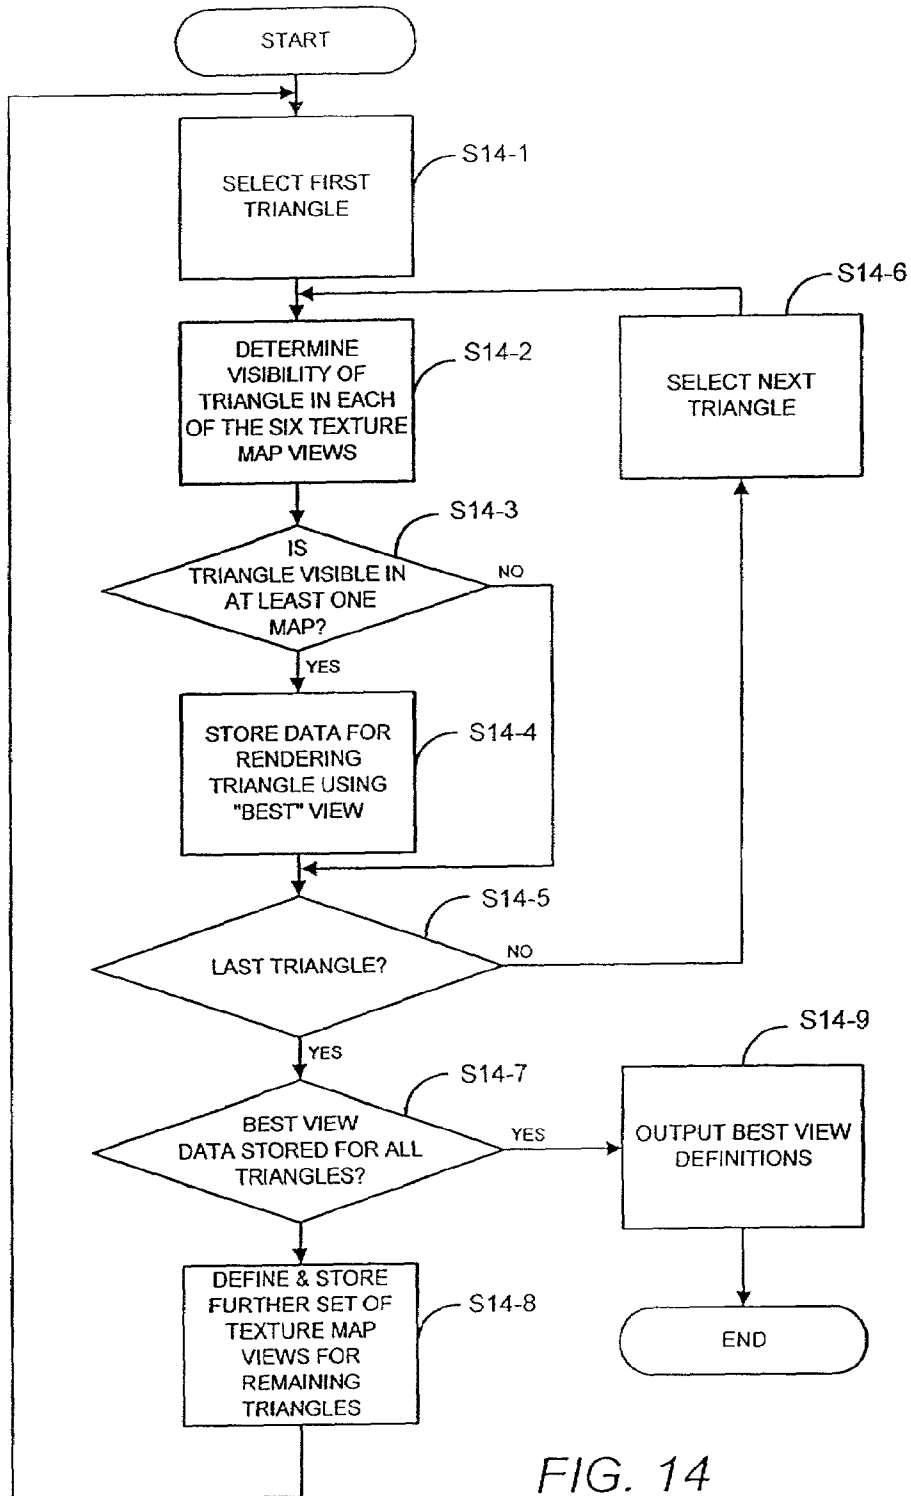 START
S14-1
SELECT FIRST
TRIANGLE
S14-6
SELECT NEXT
TRIANGLE
S14-2
DETERMINE
VISIBILITY OF
TRIANGLE IN EACH
OF THE SIX TEXTURE
MAP VIEWS
S14-3
IS
TRIANGLE VISIBLE IN
AT LEAST ONE
MAP?
NO
YES
S14-4
STORE DATA FOR
RENDERING
TRIANGLE USING
"BEST" VIEW
S14-5
LAST TRIANGLE?
NO
YES
S14-7
BEST VIEW
DATA STORED FOR ALL
TRIANGLES?
YES
S14-9
OUTPUT BEST VIEW
DEFINITIONS
S14-8
DEFINE & STORE
FURTHER SET OF
TEXTURE MAP
VIEWS FOR
REMAINING
TRIANGLES
END
FIG. 14